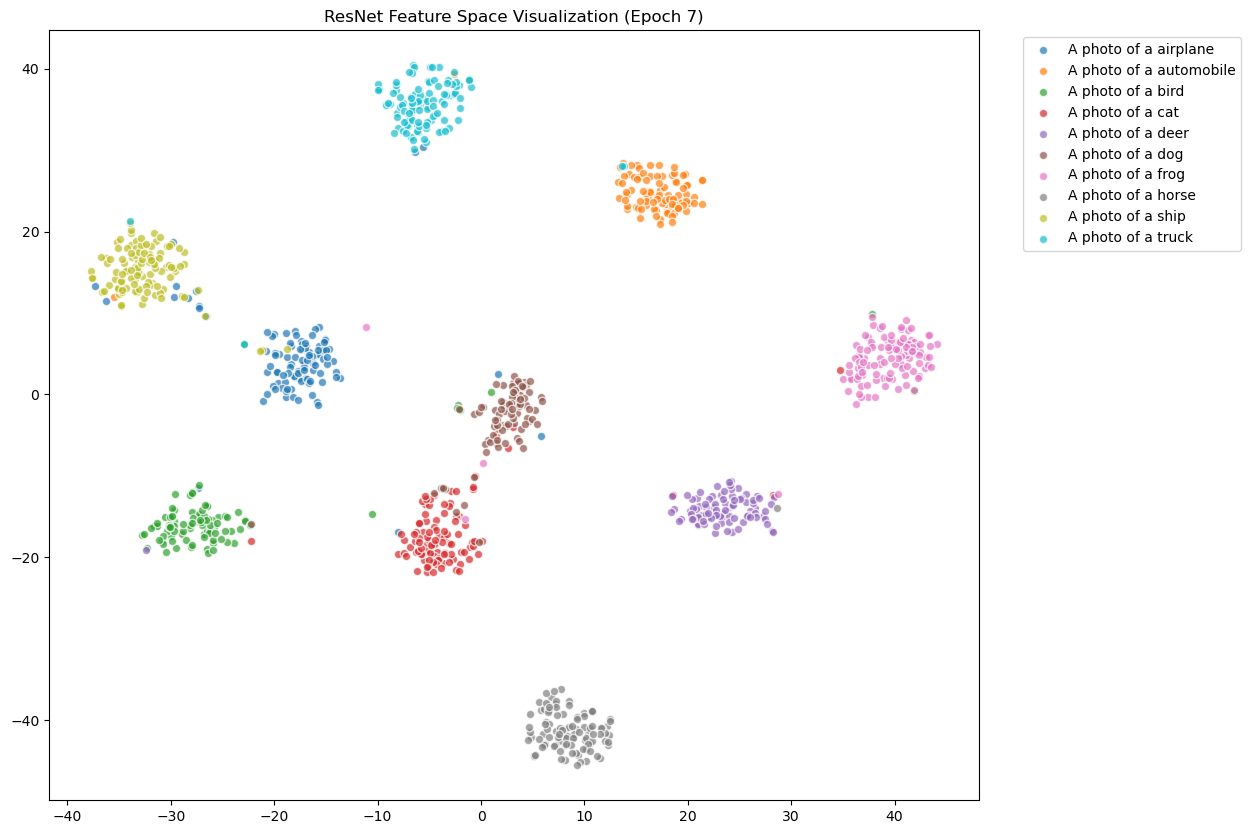 ResNet Feature Space Visualization (Epoch 7)
A photo of a airplane
A photo of a automobile
A photo of a bird
A photo of a cat
A photo of a deer
A photo of a dog
A photo of a frog
A photo of a horse
A photo of a ship
A photo of a truck
40
20
0
−20
−40
−40 −30 −20 −10 0 10 20 30 40